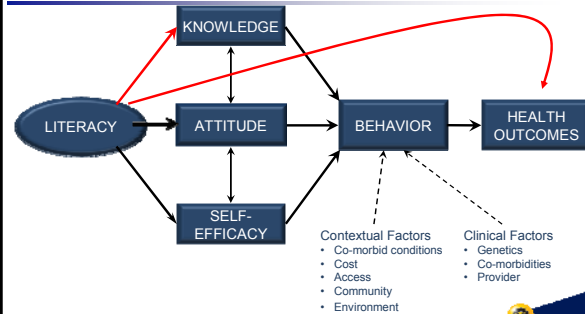 KNOWLEDGE
LITERACY
ATTITUDE
BEHAVIOR
HEALTH
OUTCOMES
SELF-
EFFICACY
Contextual Factors
• Co-morbid conditions
• Cost
• Access
• Community
• Environment
Clinical Factors
• Genetics
• Co-morbidities
• Provider